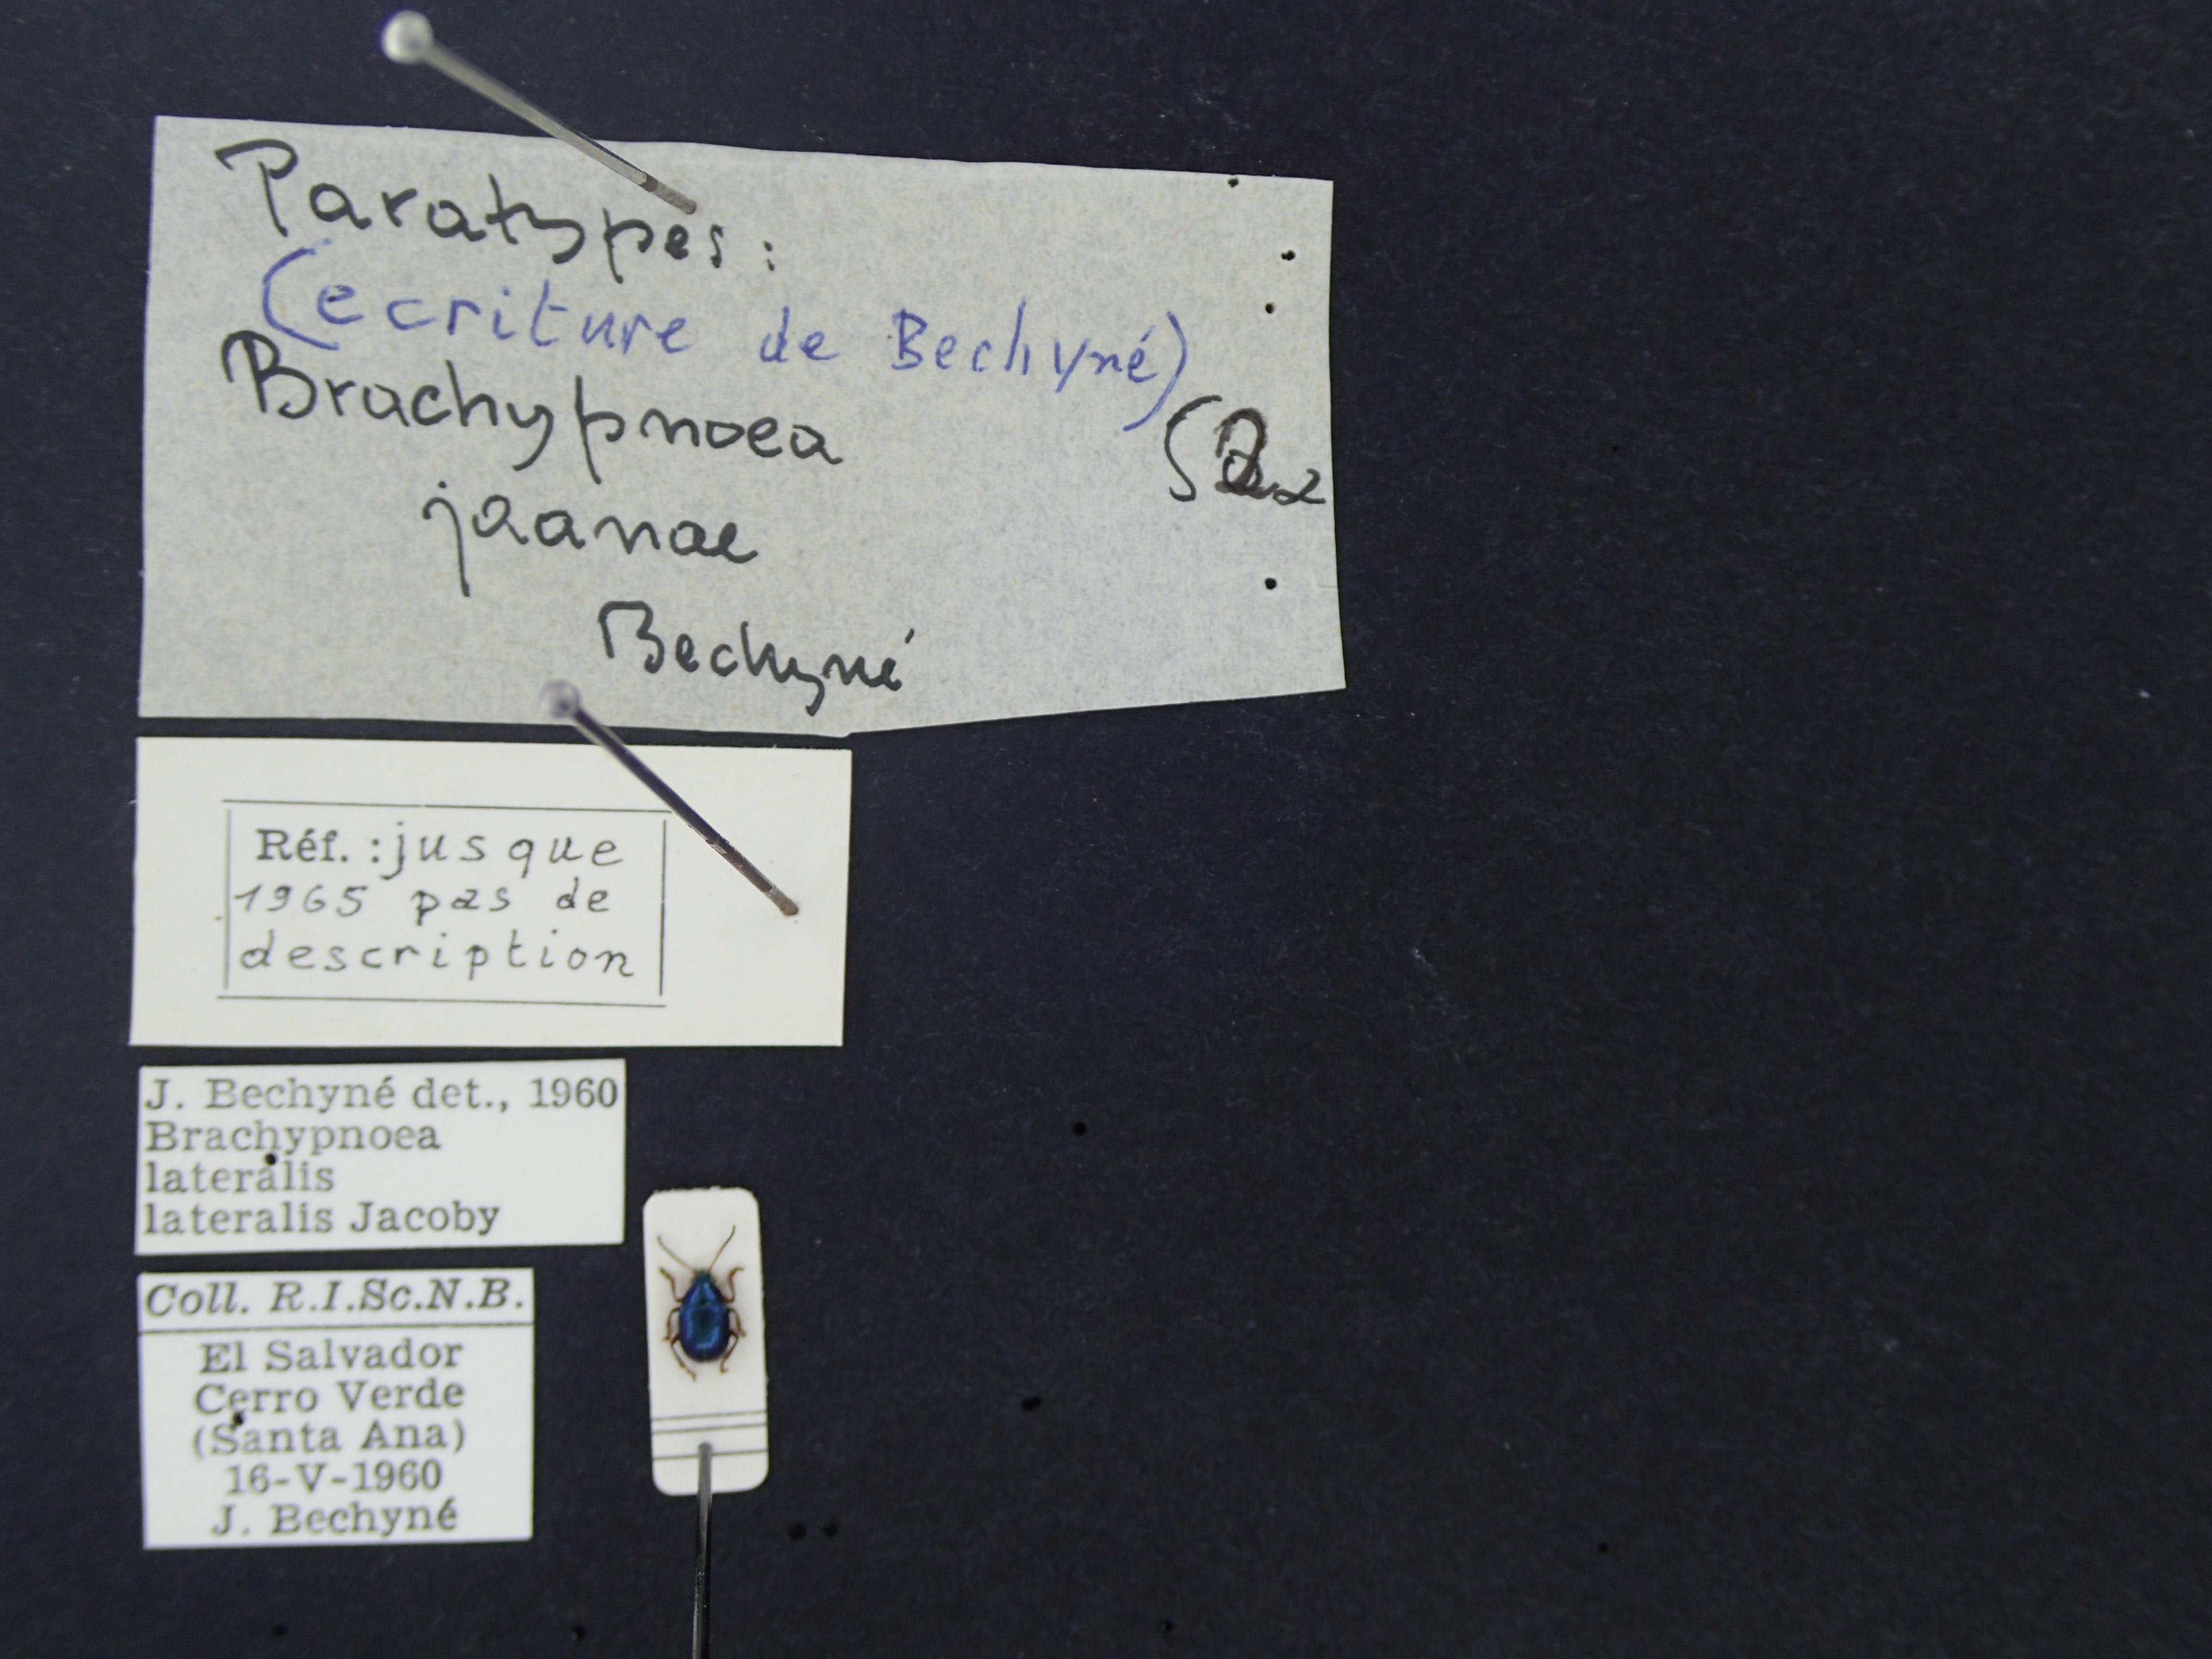 Paratypes:
(ecriture de Bechyné)
Brachypnoea
jaanae
Bechyné
Réf. : jusque
1965 pas de
description
J. Bechyné det., 1960
Brachypnoea
lateralis
lateralis Jacoby
Coll. R.I.Sc.N.B.
El Salvador
Cerro Verde
(Santa Ana)
16-V-1960
J. Bechyné